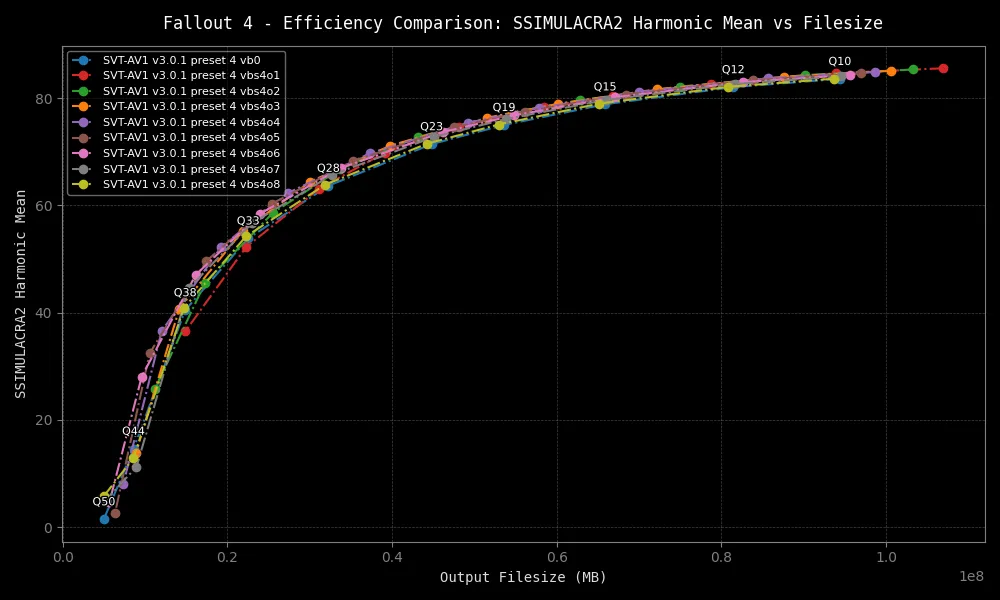 Fallout 4 - Efficiency Comparison: SSIMULACRA2 Harmonic Mean vs Filesize
SVT-AV1 v3.0.1 preset 4 vb0
SVT-AV1 v3.0.1 preset 4 vbs4o1
SVT-AV1 v3.0.1 preset 4 vbs4o2
SVT-AV1 v3.0.1 preset 4 vbs4o3
SVT-AV1 v3.0.1 preset 4 vbs4o4
SVT-AV1 v3.0.1 preset 4 vbs4o5
SVT-AV1 v3.0.1 preset 4 vbs4o6
SVT-AV1 v3.0.1 preset 4 vbs4o7
SVT-AV1 v3.0.1 preset 4 vbs4o8
Q10
Q12
Q15
Q19
Q23
Q28
Q33
Q38
Q44
Q50
80
60
40
20
0
SSIMULACRA2 Harmonic Mean
0.0
0.2
0.4
0.6
0.8
1.0
1e8
Output Filesize (MB)